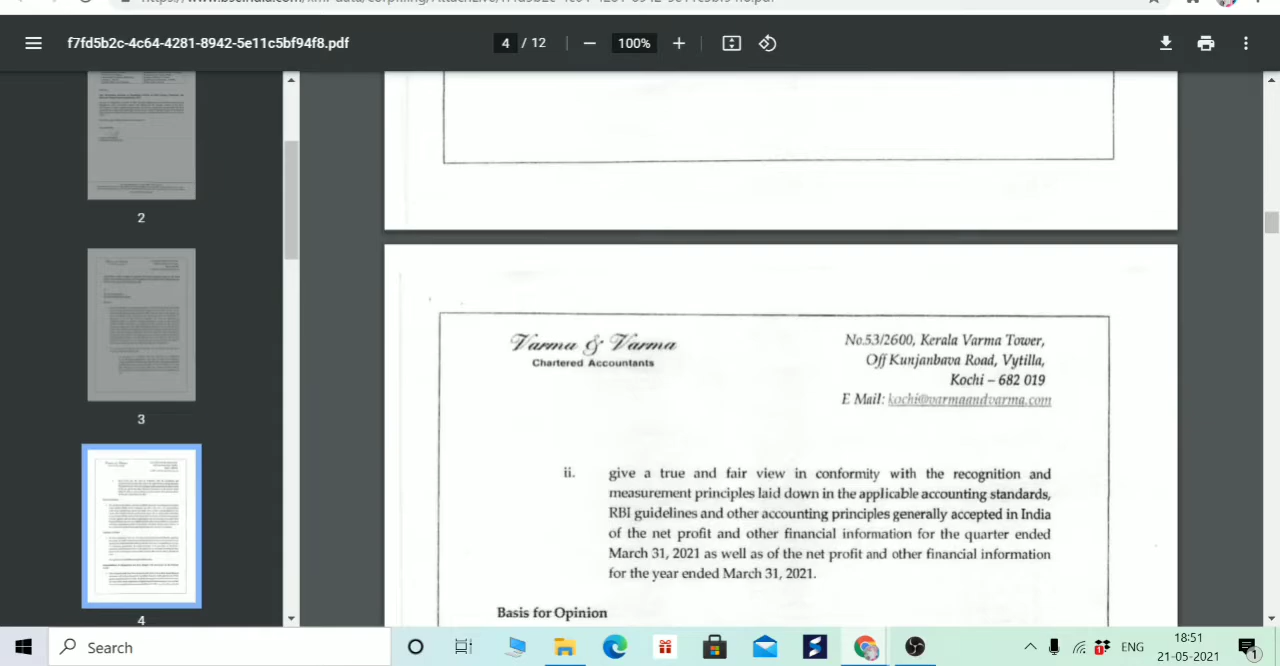 f7fd5b2c-4c64-4281-8942-5e11c5bf94f8.pdf
4 / 12
100%
2
3
4
Varma & Varma
Chartered Accountants
No.53/2600, Kerala Varma Tower,
Off Kunjanbava Road, Vytilla,
Kochi – 682 019
E Mail: kochi@varmaandvarma.com
ii. give a true and fair view in conformity with the recognition and
measurement principles laid down in the applicable accounting standards,
RBI guidelines and other accounting principles generally accepted in India
of the net profit and other financial information for the quarter ended
March 31, 2021 as well as of the net profit and other financial information
for the year ended March 31, 2021.
Basis for Opinion
Search
ENG
18:51
21-05-2021
1